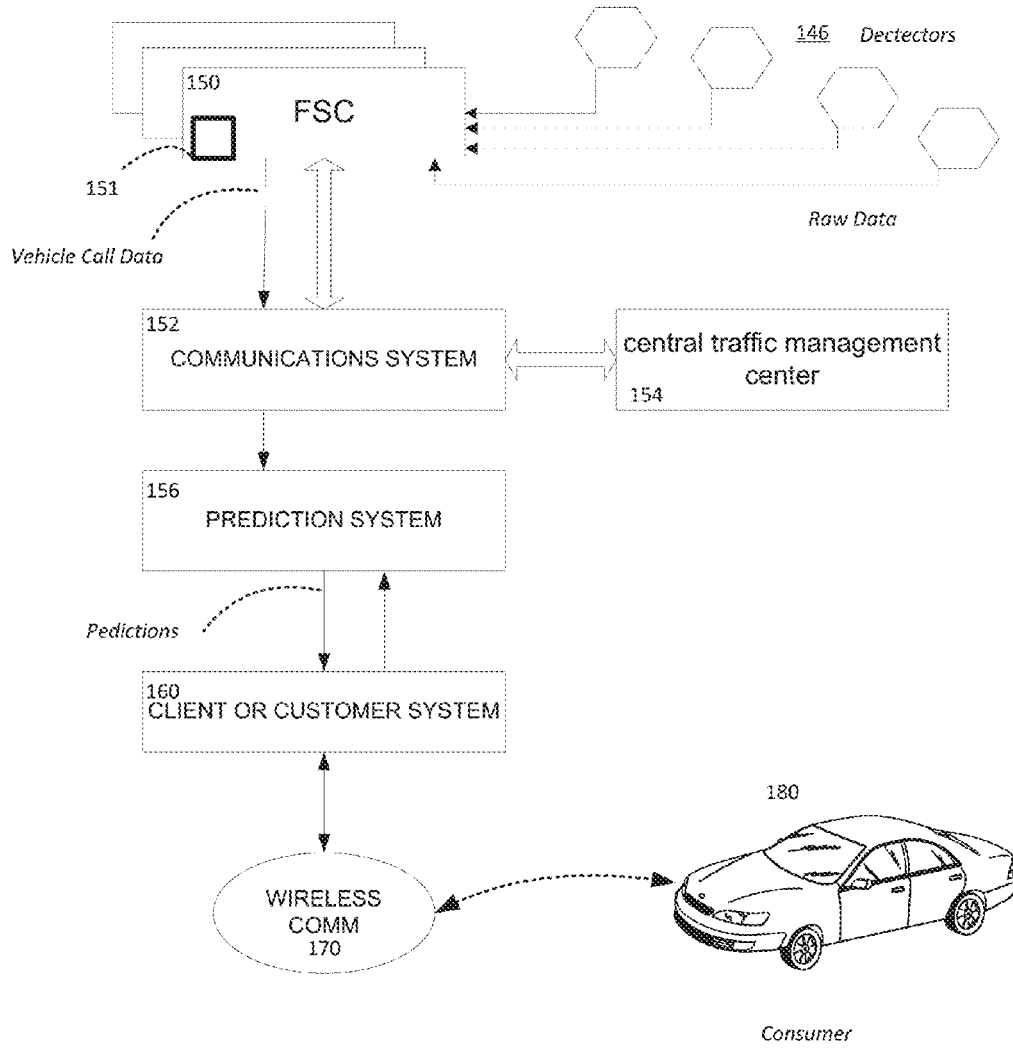 146 Dectectors
150
FSC
151
Raw Data
Vehicle Call Data
152
COMMUNICATIONS SYSTEM
central traffic management
center
154
156
PREDICTION SYSTEM
Pedictions
160
CLIENT OR CUSTOMER SYSTEM
180
WIRELESS
COMM
170
Consumer